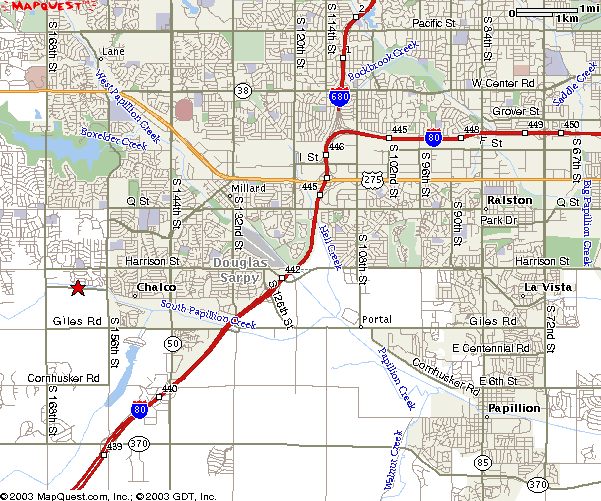 MAPQUEST
S 168th St
S 120th St
S 114th St
2
Pacific St
S 84th St
1mi
1km
Lane
1
Bockbrook Creek
West Papillion Creek
W Center Rd
Saddle Creek
38
680
Grover St
Boxelder Creek
445
80
448
449
450
F St
446
I St
S 144th St
275
S 102nd St
S 96th St
S 67th St
Millard
445
Q St
S 132nd St
S 90th St
Ralston
Q St
Big Papillion Creek
Park Dr
Hell Creek
S 108th St
Harrison St
Douglas
Sarpy
442
Harrison St
Chalco
S 126th St
La Vista
South Papillion Creek
Giles Rd
Portal
Giles Rd
S 72nd St
S 156th St
50
E Centennial Rd
Papillion Creek
Cornhusker Rd
Cornhusker Rd
E 6th St
S 168th St
440
80
Papillion
439
370
Walnut Creek
370
85
©2003 MapQuest.com, Inc.; ©2003 GDT, Inc.